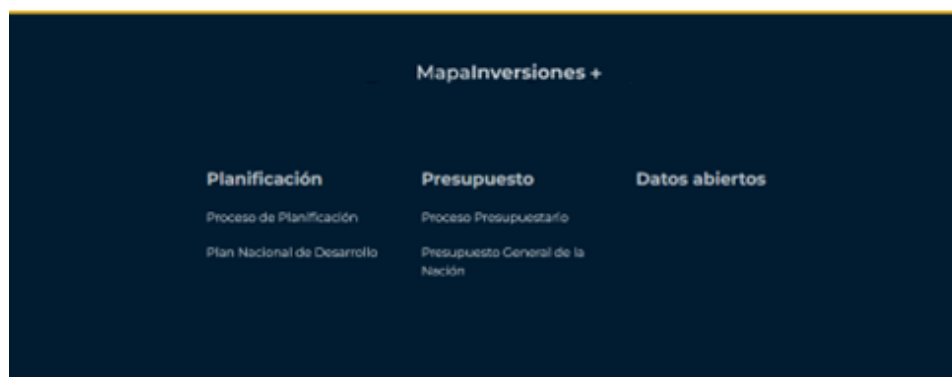 MapaInversiones +
Planificación
Proceso de Planificación
Plan Nacional de Desarrollo
Presupuesto
Proceso Presupuestario
Presupuesto General de la
Nación
Datos abiertos